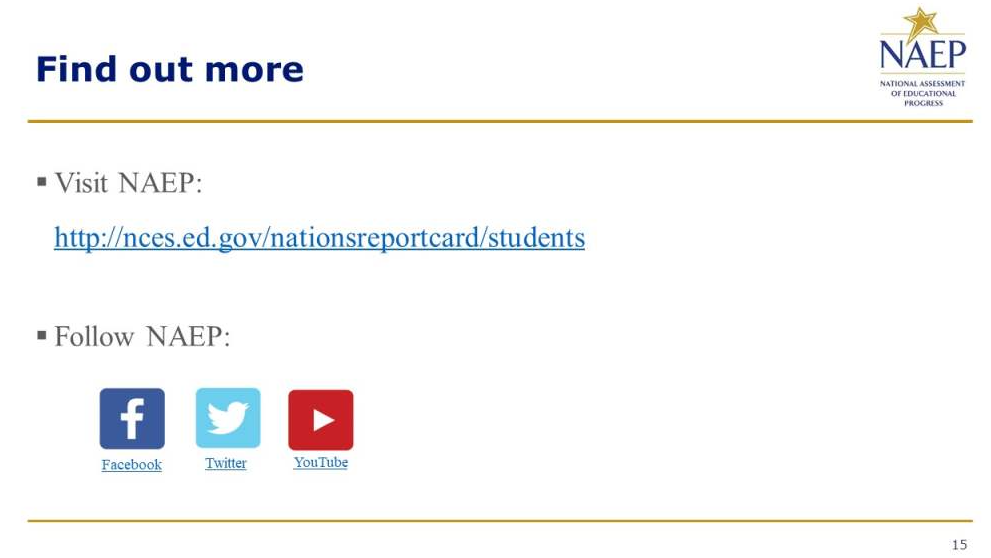 Find out more
NAEP
NATIONAL ASSESSMENT
OF EDUCATIONAL
PROGRESS
▪ Visit NAEP:
http://nces.ed.gov/nationsreportcard/students
▪ Follow NAEP:
Facebook Twitter YouTube
15